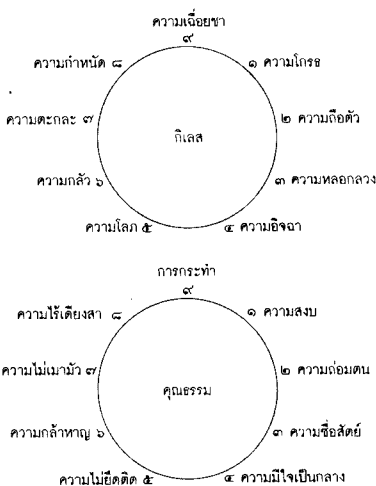 ความเฉื่อยชา
๙
ความกำหนัด ๘ ๑ ความโกรธ
ความตะกละ ๗ ๒ ความถือตัว
กิเลส
ความกลัว ๖ ๓ ความหลอกลวง
ความโลภ ๕ ๔ ความอิจฉา
การกระทำ
๙
ความไร้เดียงสา ๘ ๑ ความสงบ
ความไม่เมามัว ๗ ๒ ความถ่อมตน
คุณธรรม
ความกล้าหาญ ๖ ๓ ความซื่อสัตย์
ความไม่ยึดติด ๕ ๔ ความมีใจเป็นกลาง